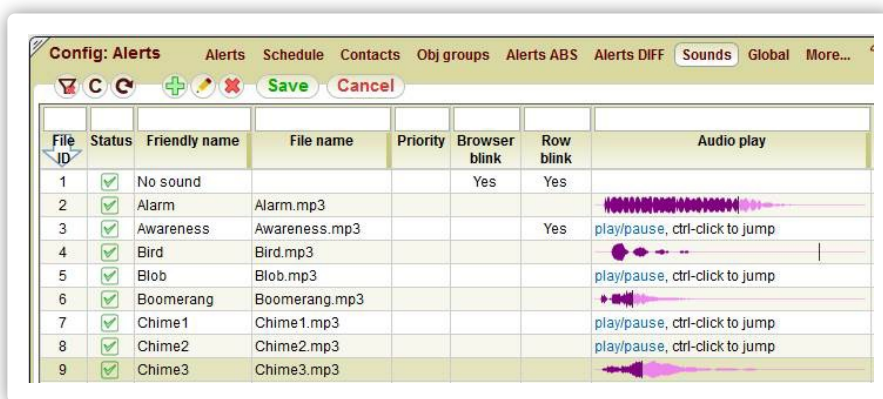 Config: Alerts Alerts Schedule Contacts Obj groups Alerts ABS Alerts DIFF Sounds Global More...
C Save Cancel
File ID Status Friendly name File name Priority Browser blink Row blink Audio play
1 No sound Yes Yes
2 Alarm Alarm.mp3
3 Awareness Awareness.mp3 Yes play/pause, ctrl-click to jump
4 Bird Bird.mp3
5 Blob Blob.mp3 play/pause, ctrl-click to jump
6 Boomerang Boomerang.mp3
7 Chime1 Chime1.mp3 play/pause, ctrl-click to jump
8 Chime2 Chime2.mp3 play/pause, ctrl-click to jump
9 Chime3 Chime3.mp3